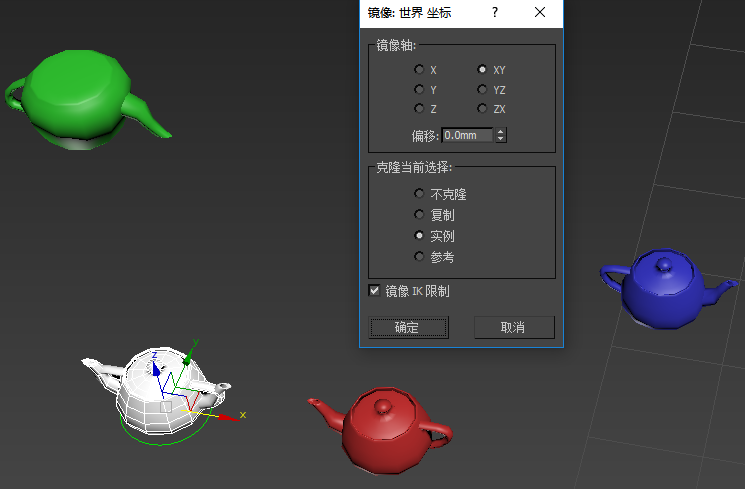 镜像: 世界 坐标 ?
镜像轴:
X XY
Y YZ
Z ZX
偏移: 0.0mm
克隆当前选择:
不克隆
复制
实例
参考
镜像 IK 限制
确定 取消
z y
x